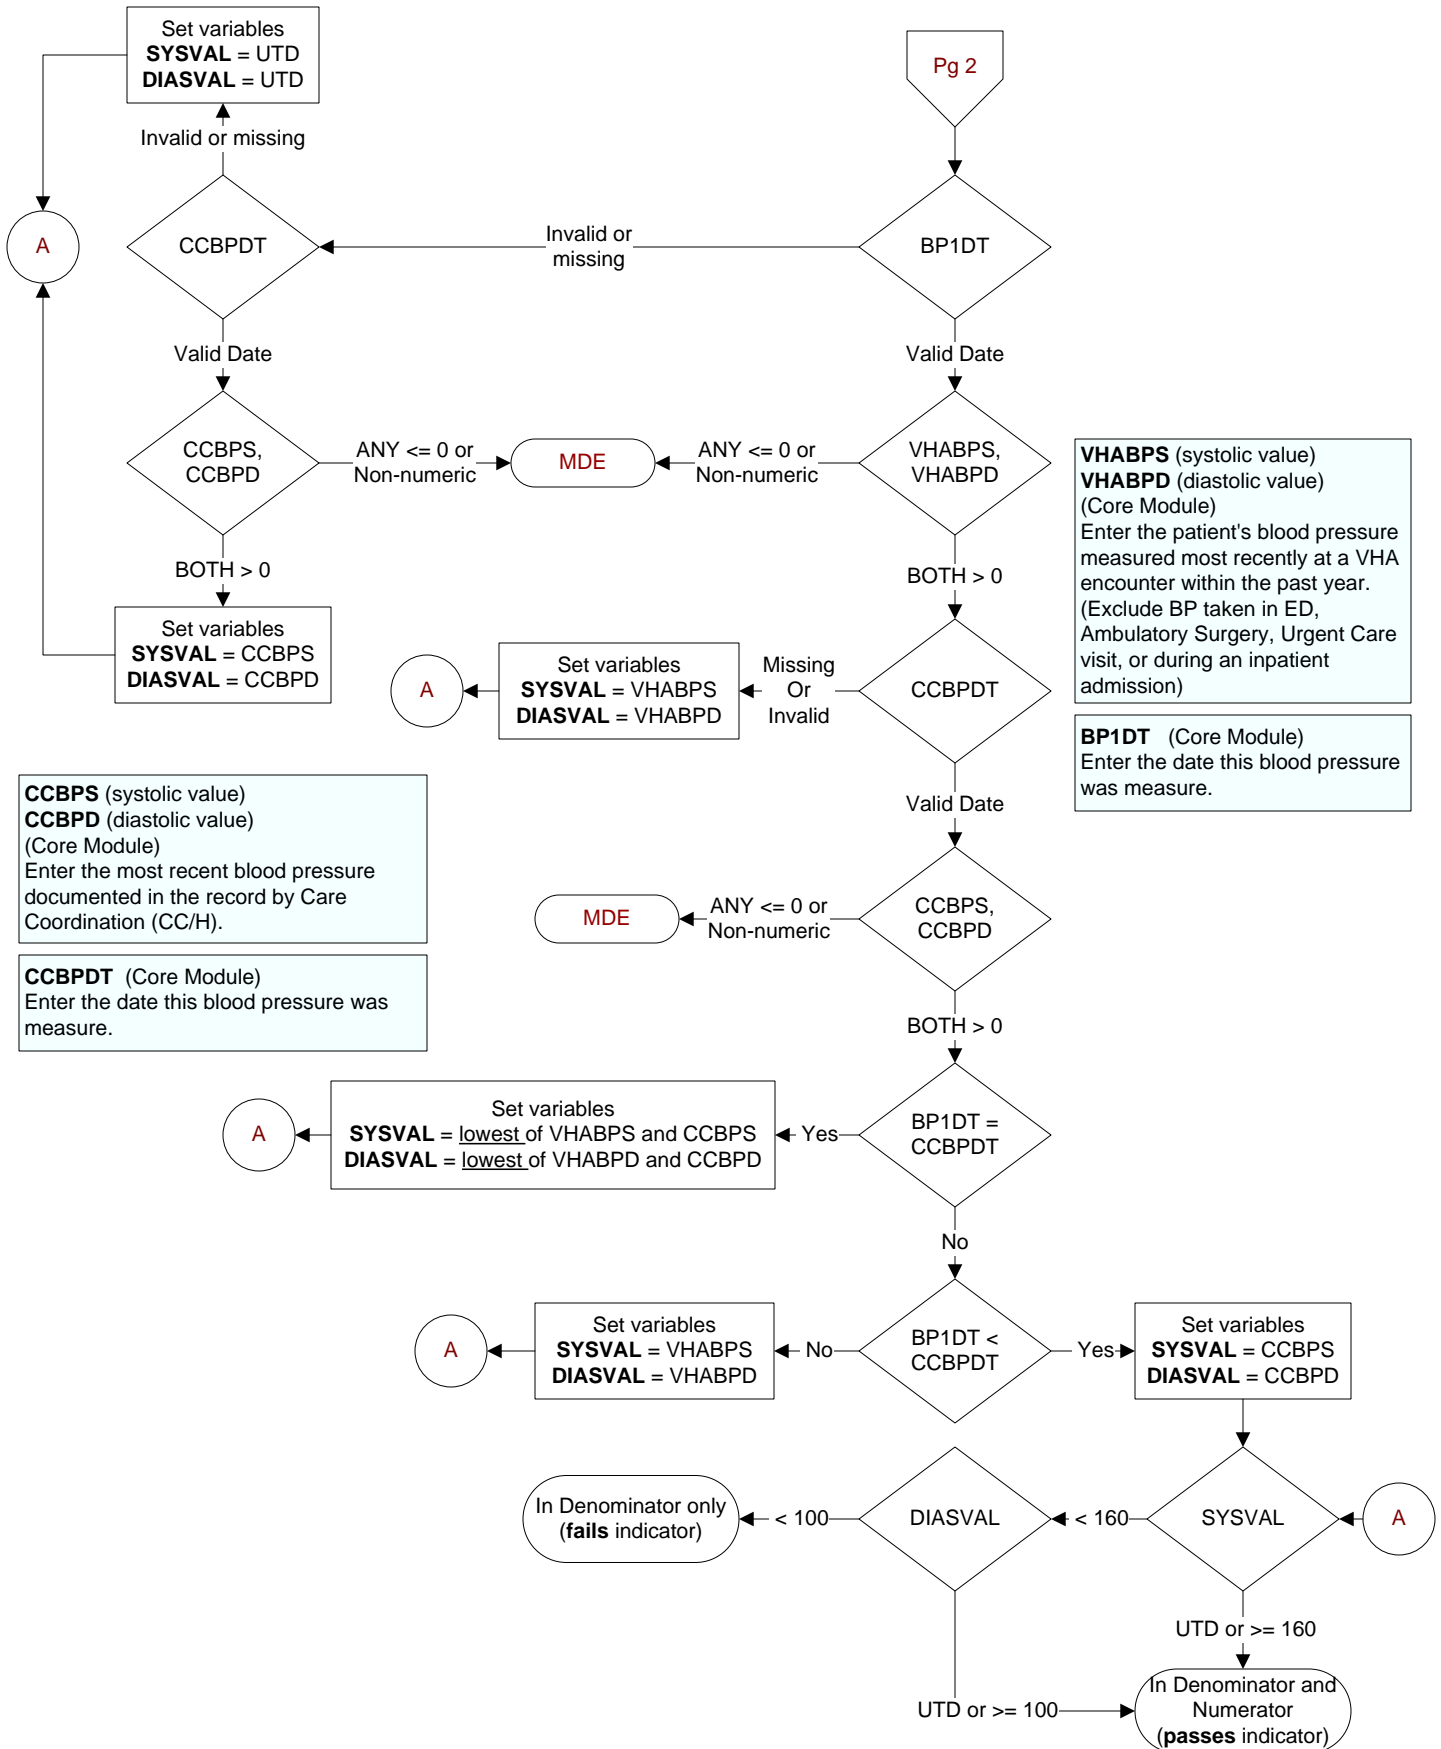 Set variables
SYSVAL = UTD
DIASVAL = UTD
Pg 2
Invalid or missing
A
CCBPDT
Invalid or
missing
BP1DT
Valid Date
Valid Date
CCBPS,
CCBPD
ANY <= 0 or
Non-numeric
MDE
ANY <= 0 or
Non-numeric
VHABPS,
VHABPD
VHABPS (systolic value)
VHABPD (diastolic value)
(Core Module)
Enter the patient's blood pressure
measured most recently at a VHA
encounter within the past year.
(Exclude BP taken in ED,
Ambulatory Surgery, Urgent Care
visit, or during an inpatient
admission)
BOTH > 0
BOTH > 0
Set variables
SYSVAL = CCBPS
DIASVAL = CCBPD
A
Set variables
SYSVAL = VHABPS
DIASVAL = VHABPD
Missing
Or
Invalid
CCBPDT
BP1DT (Core Module)
Enter the date this blood pressure
was measure.
CCBPS (systolic value)
CCBPD (diastolic value)
(Core Module)
Enter the most recent blood pressure
documented in the record by Care
Coordination (CC/H).
Valid Date
MDE
ANY <= 0 or
Non-numeric
CCBPS,
CCBPD
CCBPDT (Core Module)
Enter the date this blood pressure was
measure.
BOTH > 0
A
Set variables
SYSVAL = lowest of VHABPS and CCBPS
DIASVAL = lowest of VHABPD and CCBPD
Yes
BP1DT =
CCBPDT
No
A
Set variables
SYSVAL = VHABPS
DIASVAL = VHABPD
No
BP1DT <
CCBPDT
Yes
Set variables
SYSVAL = CCBPS
DIASVAL = CCBPD
In Denominator only
(fails indicator)
< 100
DIASVAL
< 160
SYSVAL
A
UTD or >= 160
UTD or >= 100
In Denominator and
Numerator
(passes indicator)